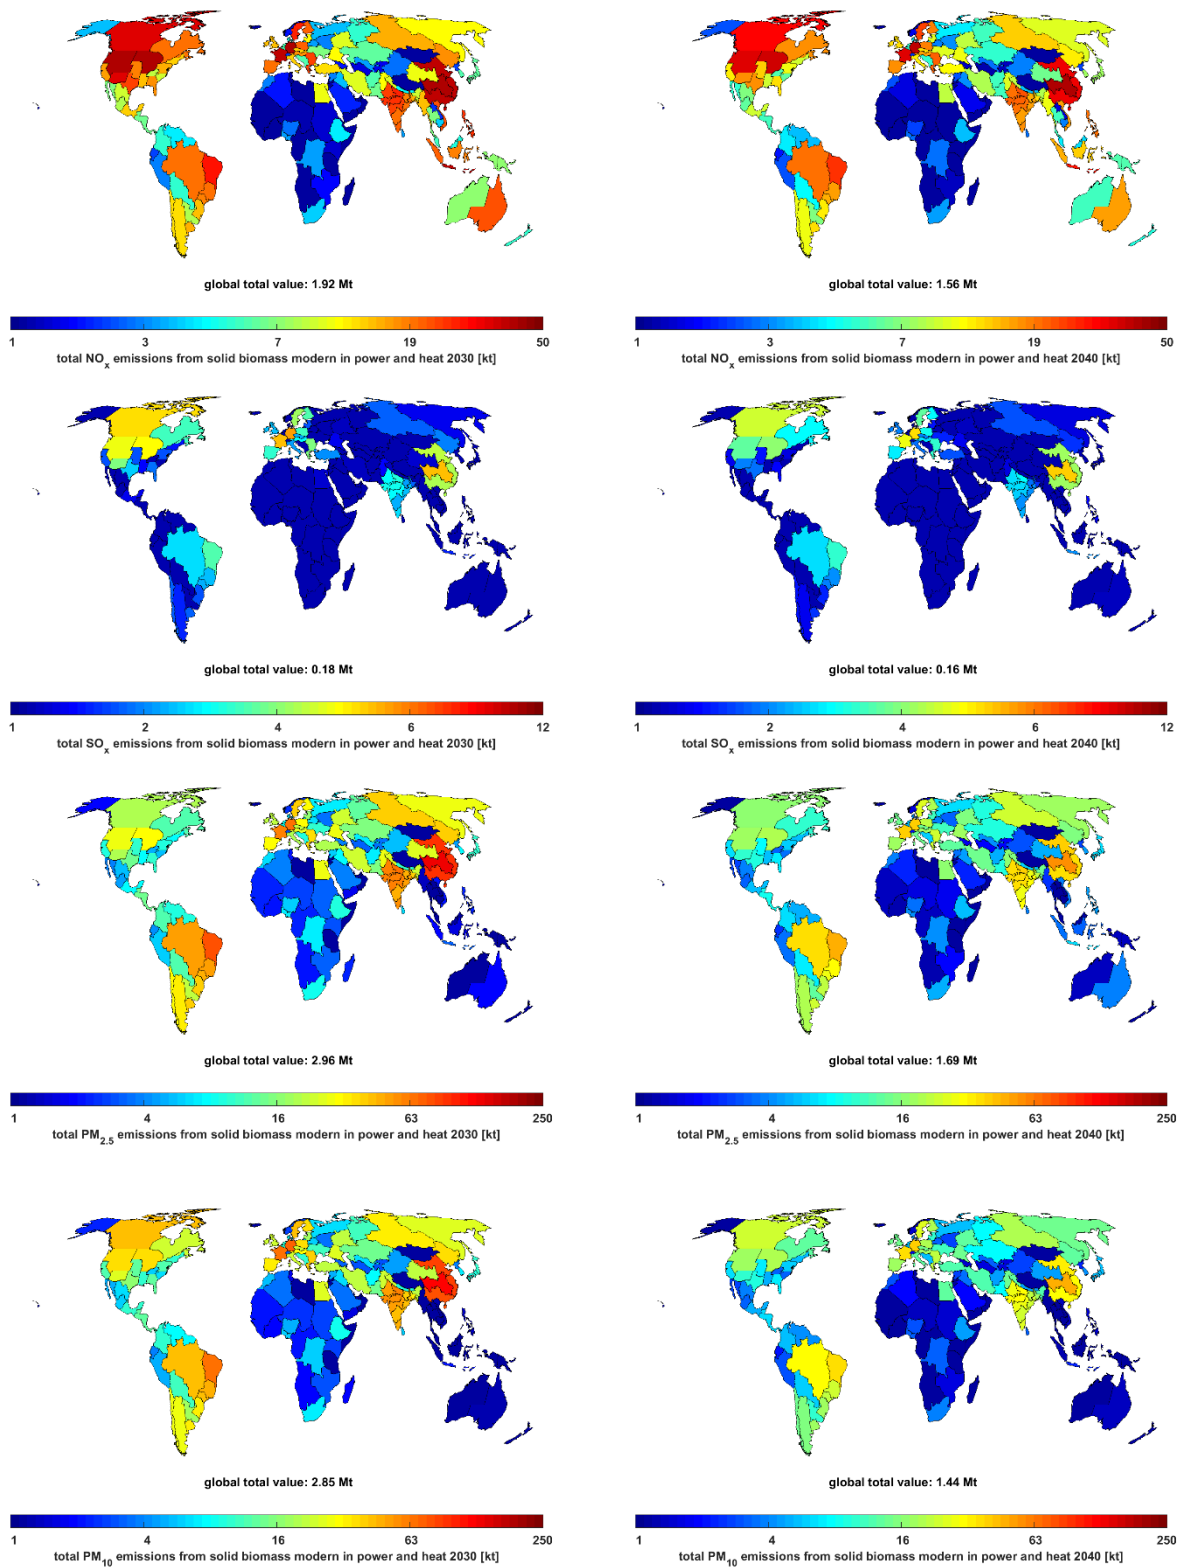 global total value: 1.92 Mt
1 3 7 19 50
total NOx emissions from solid biomass modern in power and heat 2030 [kt]
global total value: 1.56 Mt
1 3 7 19 50
total NOx emissions from solid biomass modern in power and heat 2040 [kt]
global total value: 0.18 Mt
1 2 4 6 12
total SOx emissions from solid biomass modern in power and heat 2030 [kt]
global total value: 0.16 Mt
1 2 4 6 12
total SOx emissions from solid biomass modern in power and heat 2040 [kt]
global total value: 2.96 Mt
1 4 16 63 250
total PM2.5 emissions from solid biomass modern in power and heat 2030 [kt]
global total value: 1.69 Mt
1 4 16 63 250
total PM2.5 emissions from solid biomass modern in power and heat 2040 [kt]
global total value: 2.85 Mt
1 4 16 63 250
total PM10 emissions from solid biomass modern in power and heat 2030 [kt]
global total value: 1.44 Mt
1 4 16 63 250
total PM10 emissions from solid biomass modern in power and heat 2040 [kt]